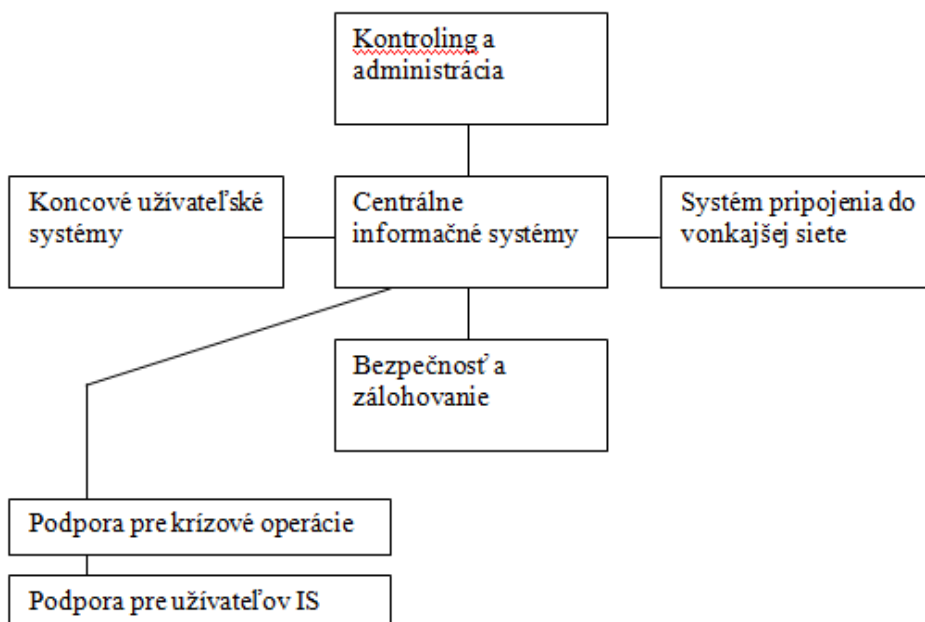 Kontroling a
administrácia
Koncové užívateľské
systémy
Centrálne
informačné systémy
Systém pripojenia do
vonkajšej siete
Bezpečnosť a
zálohovanie
Podpora pre krízové operácie
Podpora pre užívateľov IS